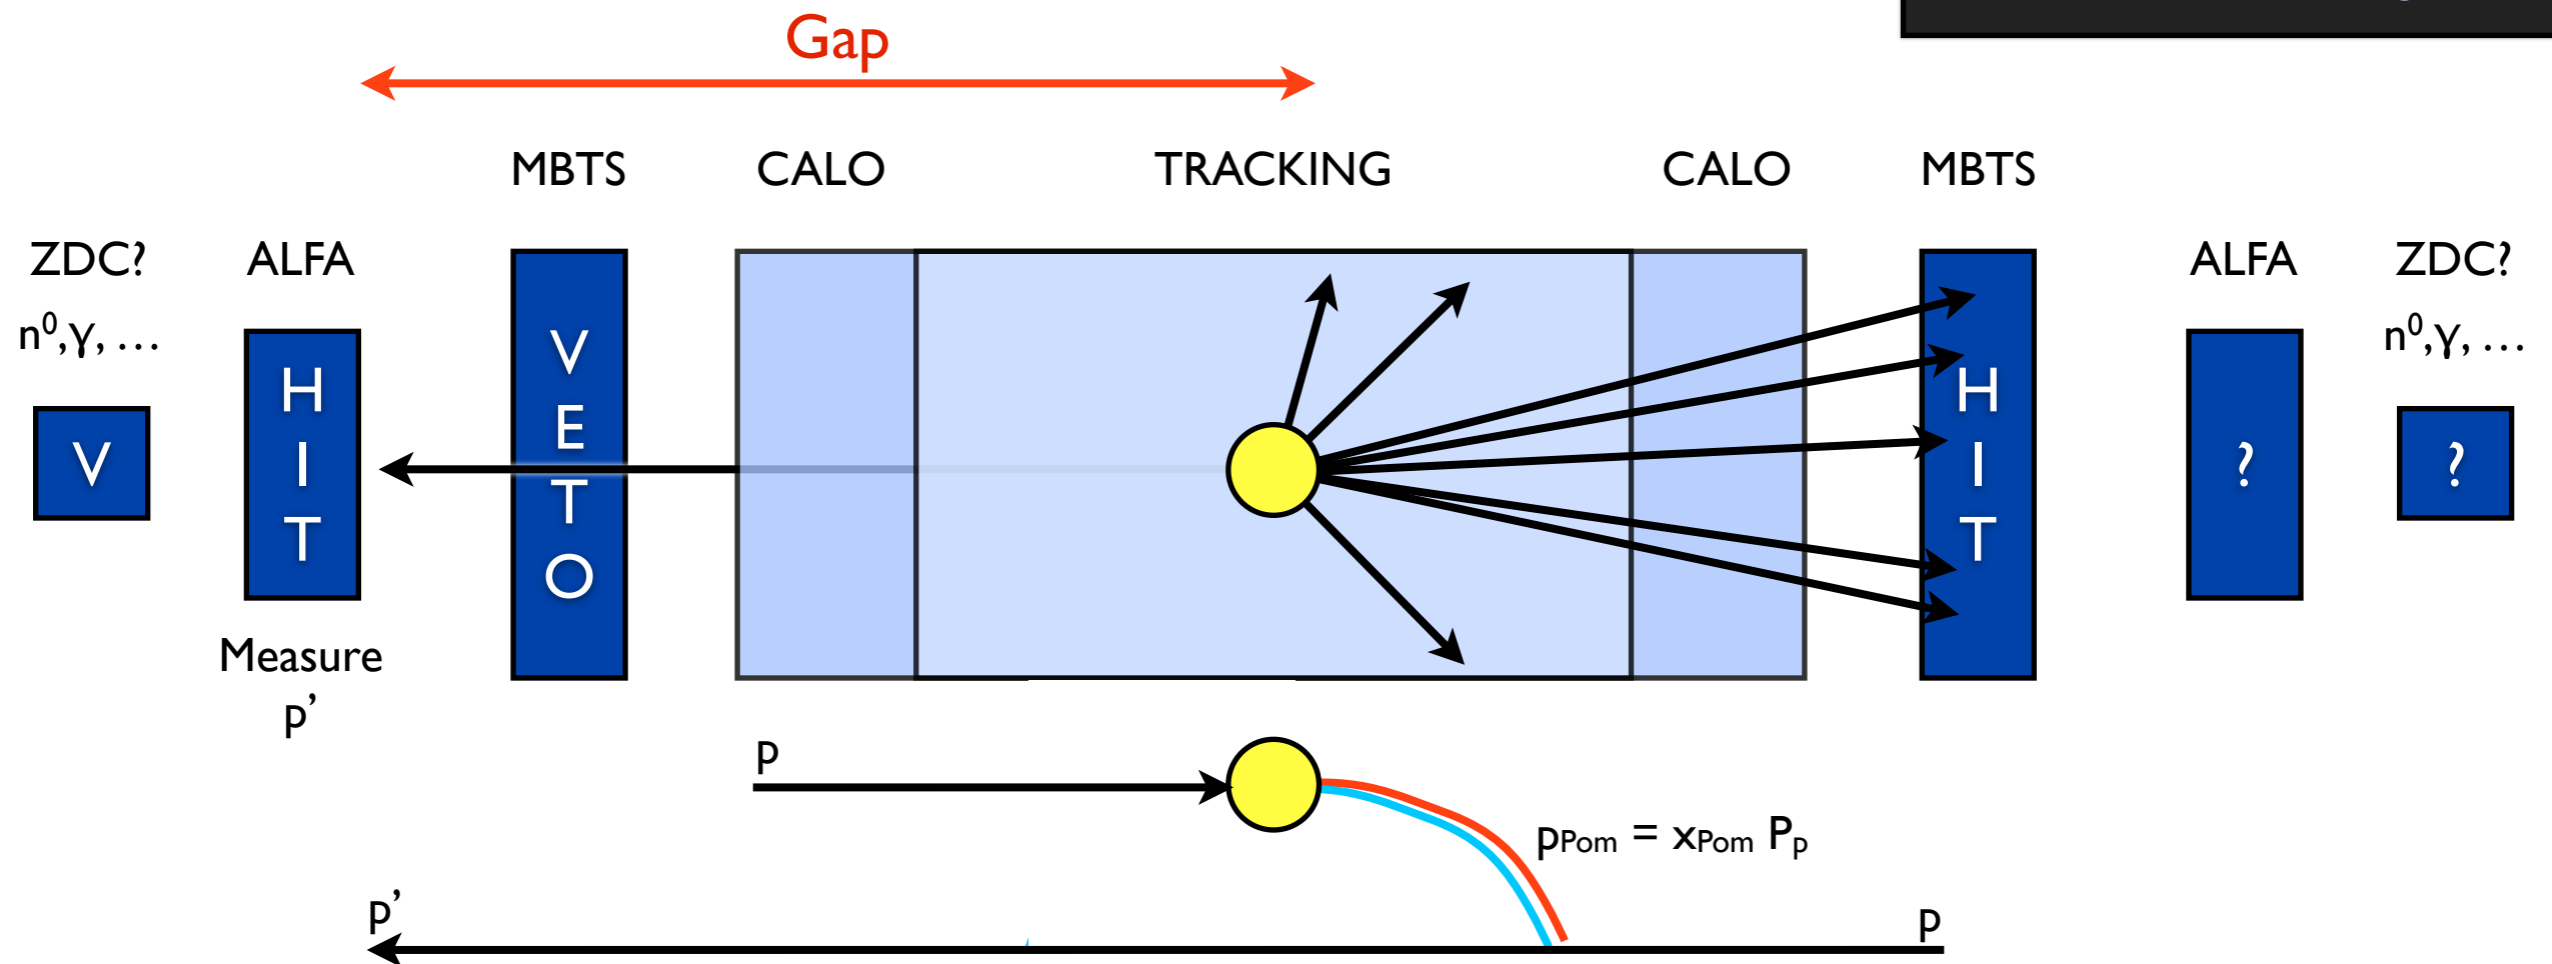 Gap
MBTS CALO TRACKING CALO MBTS
ZDC? ALFA ALFA ZDC?
n⁰,γ, … n⁰,γ, …
V
H
I
T
V
E
T
O
H
I
T
?
?
Measure
p’
p
pPom = xPom Pp
p’ p